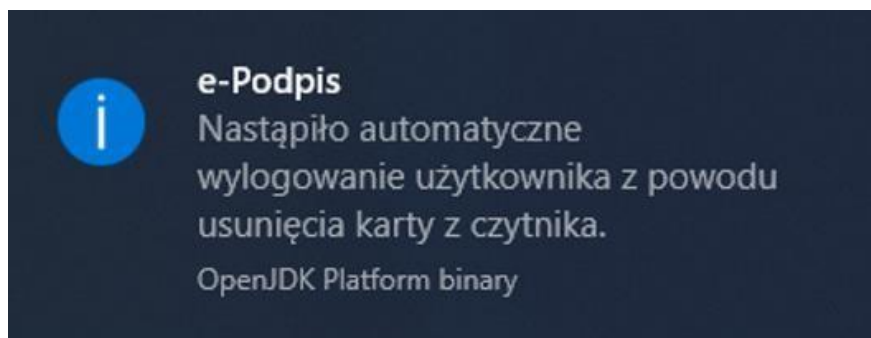 e-Podpis
Nastąpiło automatyczne
wylogowanie użytkownika z powodu
usunięcia karty z czytnika.
OpenJDK Platform binary